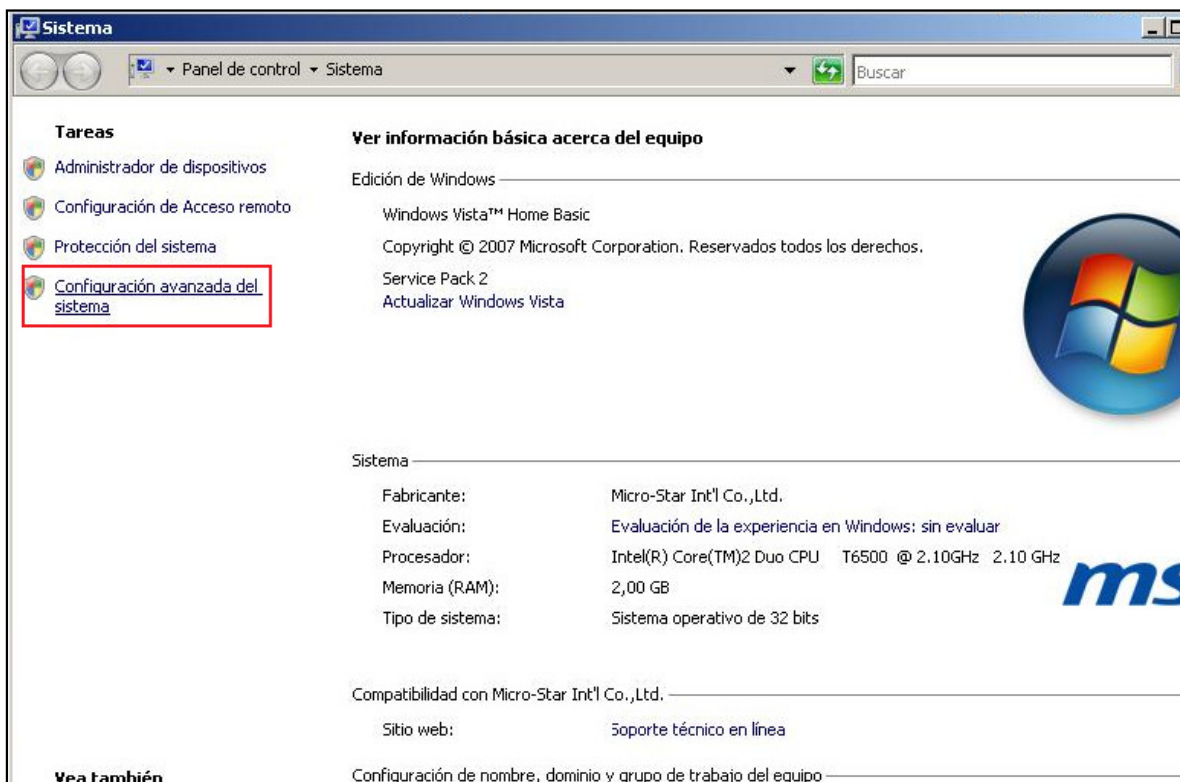 Sistema
Panel de control Sistema
Buscar
Tareas
Administrador de dispositivos
Configuración de Acceso remoto
Protección del sistema
Configuración avanzada del
sistema
Vea también
Ver información básica acerca del equipo
Edición de Windows
Windows Vista™ Home Basic
Copyright © 2007 Microsoft Corporation. Reservados todos los derechos.
Service Pack 2
Actualizar Windows Vista
Sistema
Fabricante: Micro-Star Int'l Co.,Ltd.
Evaluación: Evaluación de la experiencia en Windows: sin evaluar
Procesador: Intel(R) Core(TM)2 Duo CPU T6500 @ 2.10GHz 2.10 GHz
Memoria (RAM): 2,00 GB
Tipo de sistema: Sistema operativo de 32 bits
ms
Compatibilidad con Micro-Star Int'l Co.,Ltd.
Sitio web: Soporte técnico en línea
Configuración de nombre, dominio y grupo de trabajo del equipo